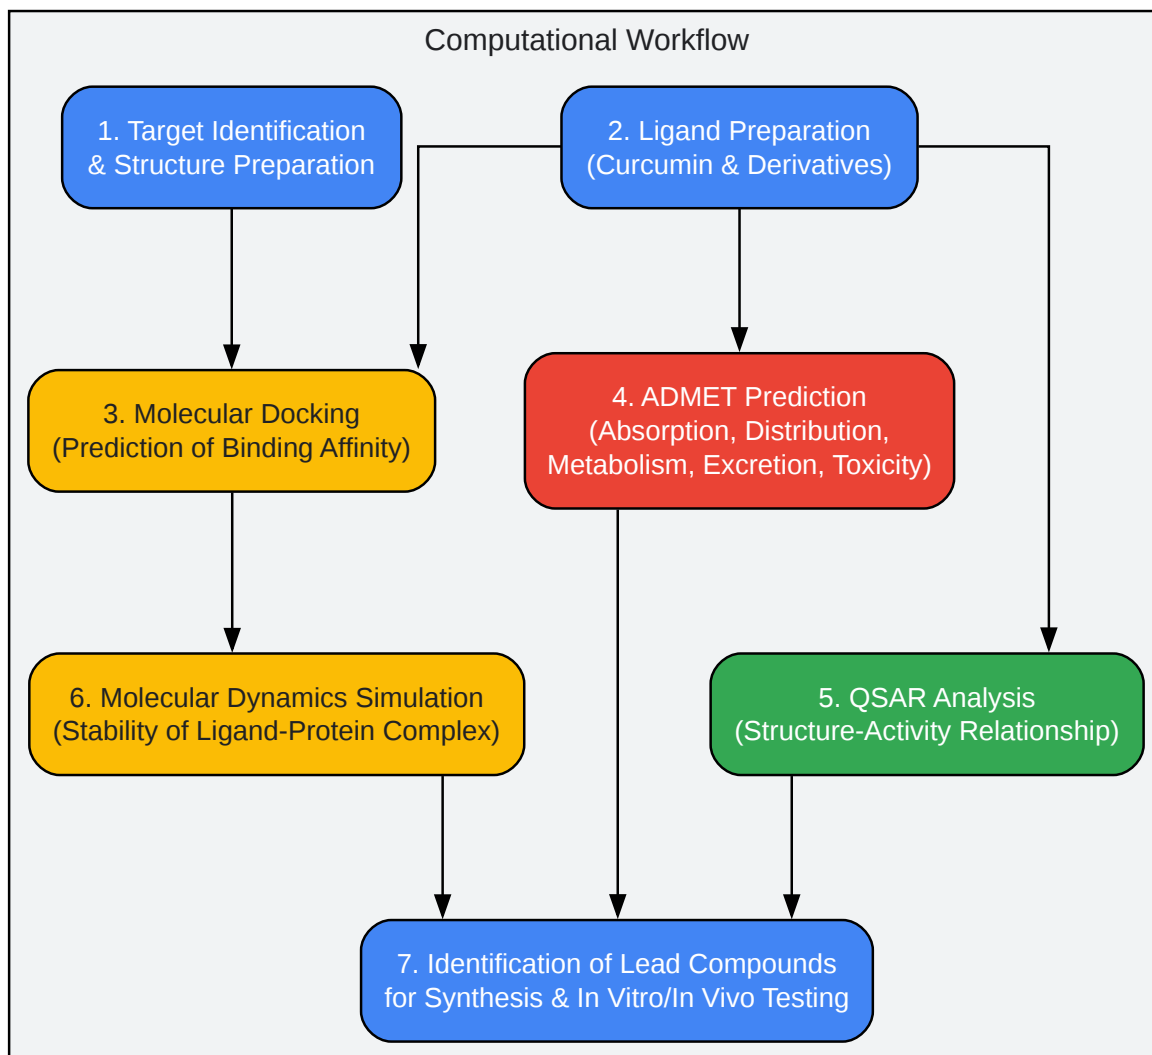 Computational Workflow
1. Target Identification
& Structure Preparation
2. Ligand Preparation
(Curcumin & Derivatives)
3. Molecular Docking
(Prediction of Binding Affinity)
4. ADMET Prediction
(Absorption, Distribution,
Metabolism, Excretion, Toxicity)
6. Molecular Dynamics Simulation
(Stability of Ligand-Protein Complex)
5. QSAR Analysis
(Structure-Activity Relationship)
7. Identification of Lead Compounds
for Synthesis & In Vitro/In Vivo Testing